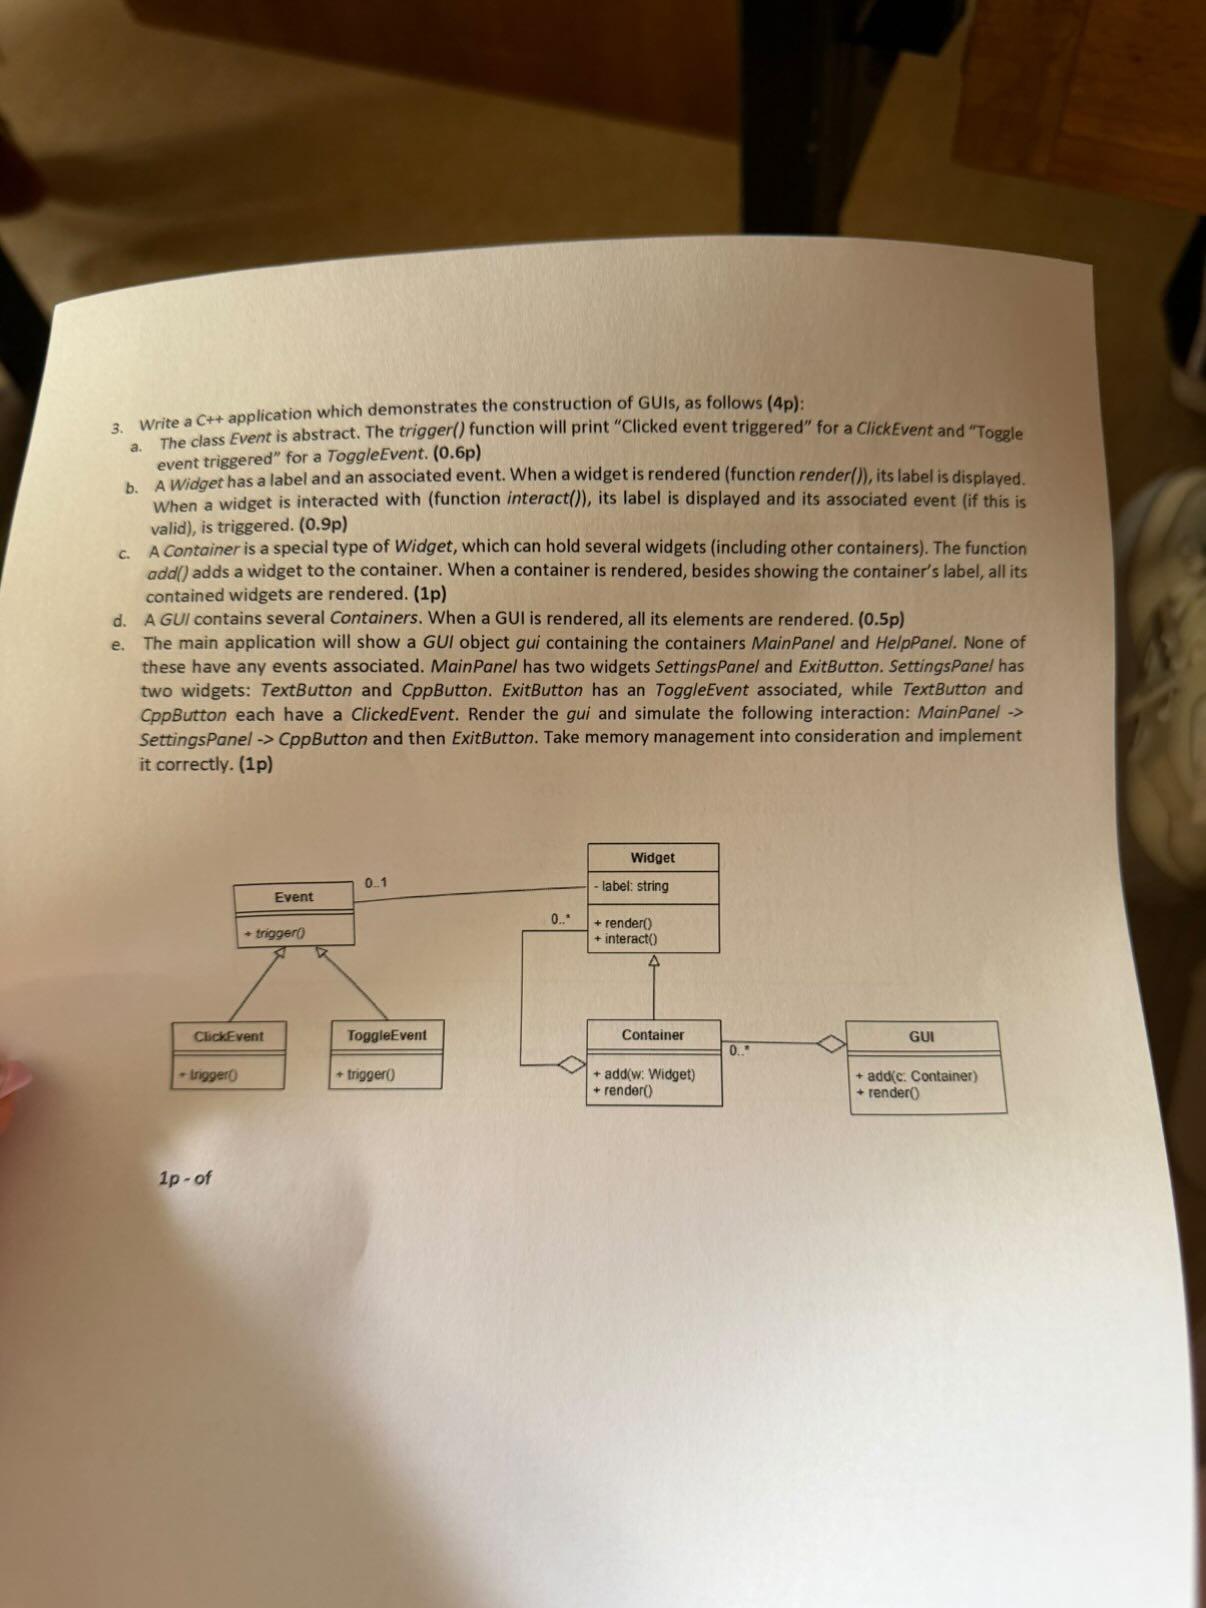 3. Write a C++ application which demonstrates the construction of GUIs, as follows (4p):
a. The class Event is abstract. The trigger() function will print “Clicked event triggered” for a ClickEvent and “Toggle
event triggered” for a ToggleEvent. (0.6p)
b. A Widget has a label and an associated event. When a widget is rendered (function render()), its label is displayed.
When a widget is interacted with (function interact()), its label is displayed and its associated event (if this is
valid), is triggered. (0.9p)
c. A Container is a special type of Widget, which can hold several widgets (including other containers). The function
add() adds a widget to the container. When a container is rendered, besides showing the container’s label, all its
contained widgets are rendered. (1p)
d. A GUI contains several Containers. When a GUI is rendered, all its elements are rendered. (0.5p)
e. The main application will show a GUI object gui containing the containers MainPanel and HelpPanel. None of
these have any events associated. MainPanel has two widgets SettingsPanel and ExitButton. SettingsPanel has
two widgets: TextButton and CppButton. ExitButton has an ToggleEvent associated, while TextButton and
CppButton each have a ClickedEvent. Render the gui and simulate the following interaction: MainPanel ->
SettingsPanel -> CppButton and then ExitButton. Take memory management into consideration and implement
it correctly. (1p)
Widget
- label: string
+ render()
+ interact()
0..1
0..*
Event
+ trigger()
ClickEvent
+ trigger()
ToggleEvent
+ trigger()
Container
+ add(w: Widget)
+ render()
0..*
GUI
+ add(c: Container)
+ render()
1p - of